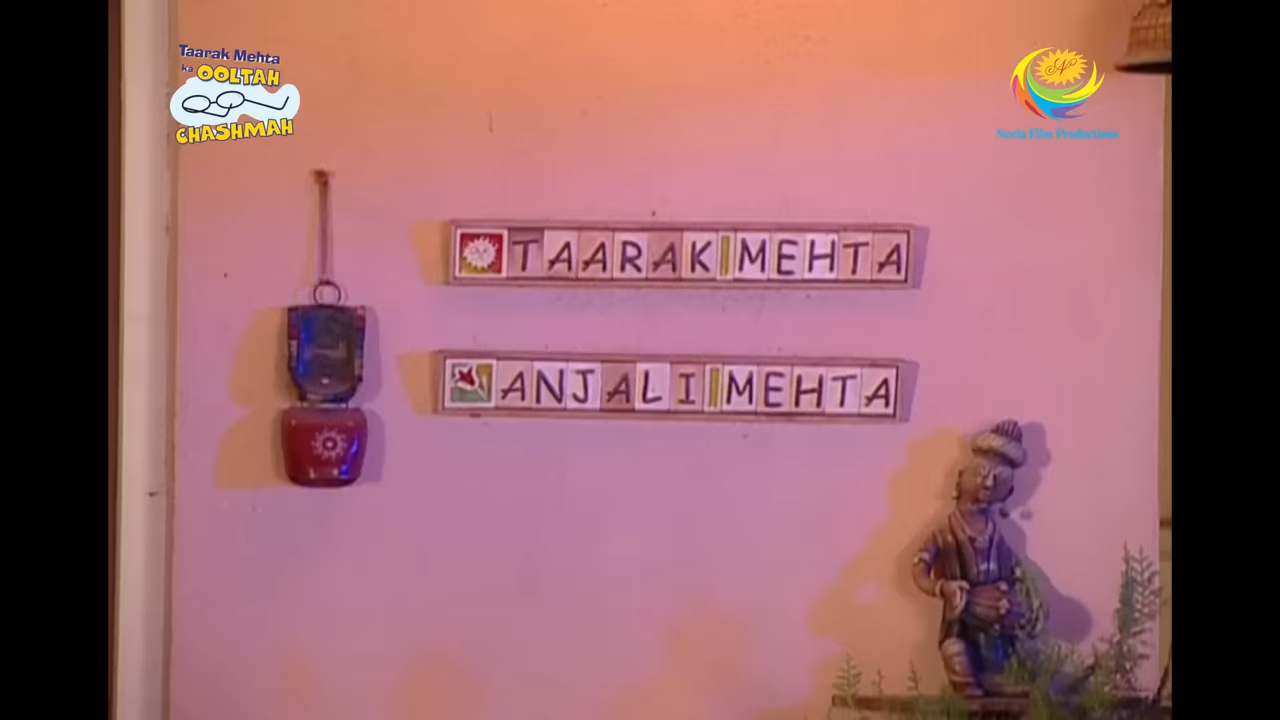 Taarak Mehta
ka OOLTAH
CHASHMAH
Neela Film Productions
TAARAK MEHTA
ANJALI MEHTA